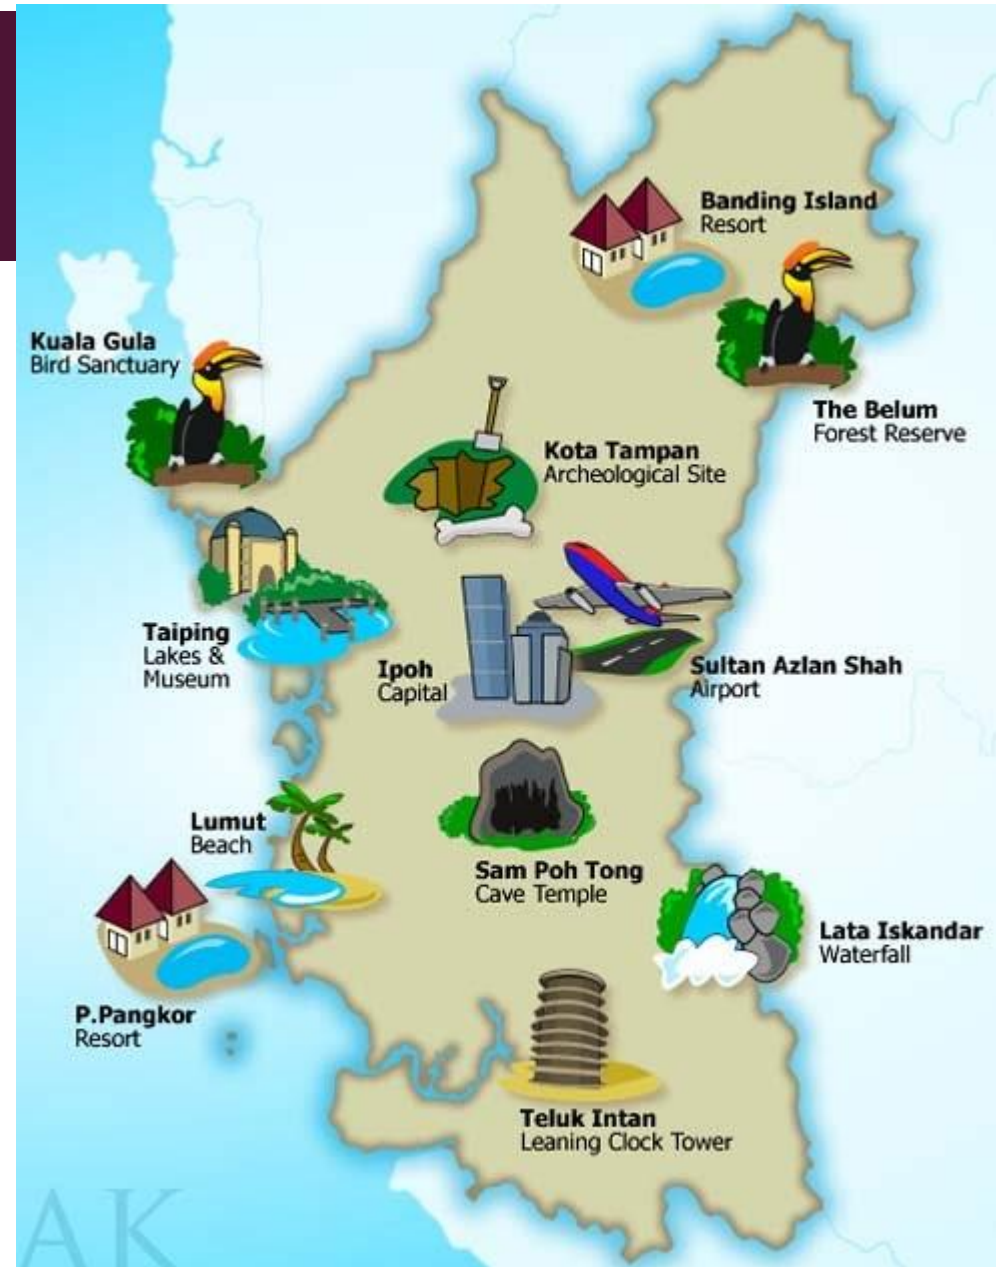 Banding Island
Resort
Kuala Gula
Bird Sanctuary
The Belum
Forest Reserve
Kota Tampan
Archeological Site
Taiping
Lakes &
Museum
Ipoh
Capital
Sultan Azlan Shah
Airport
Lumut
Beach
Sam Poh Tong
Cave Temple
Lata Iskandar
Waterfall
P.Pangkor
Resort
Teluk Intan
Leaning Clock Tower
AK